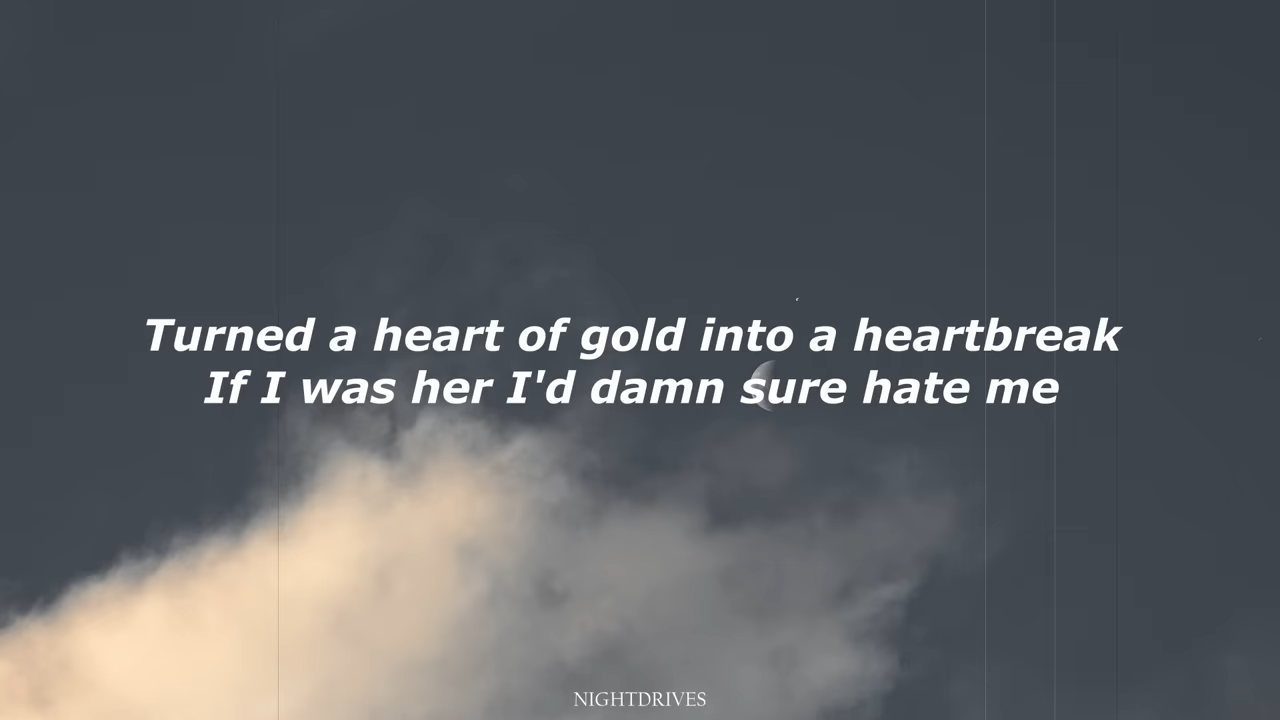 Turned a heart of gold into a heartbreak
If I was her I'd damn sure hate me
NIGHTDRIVES